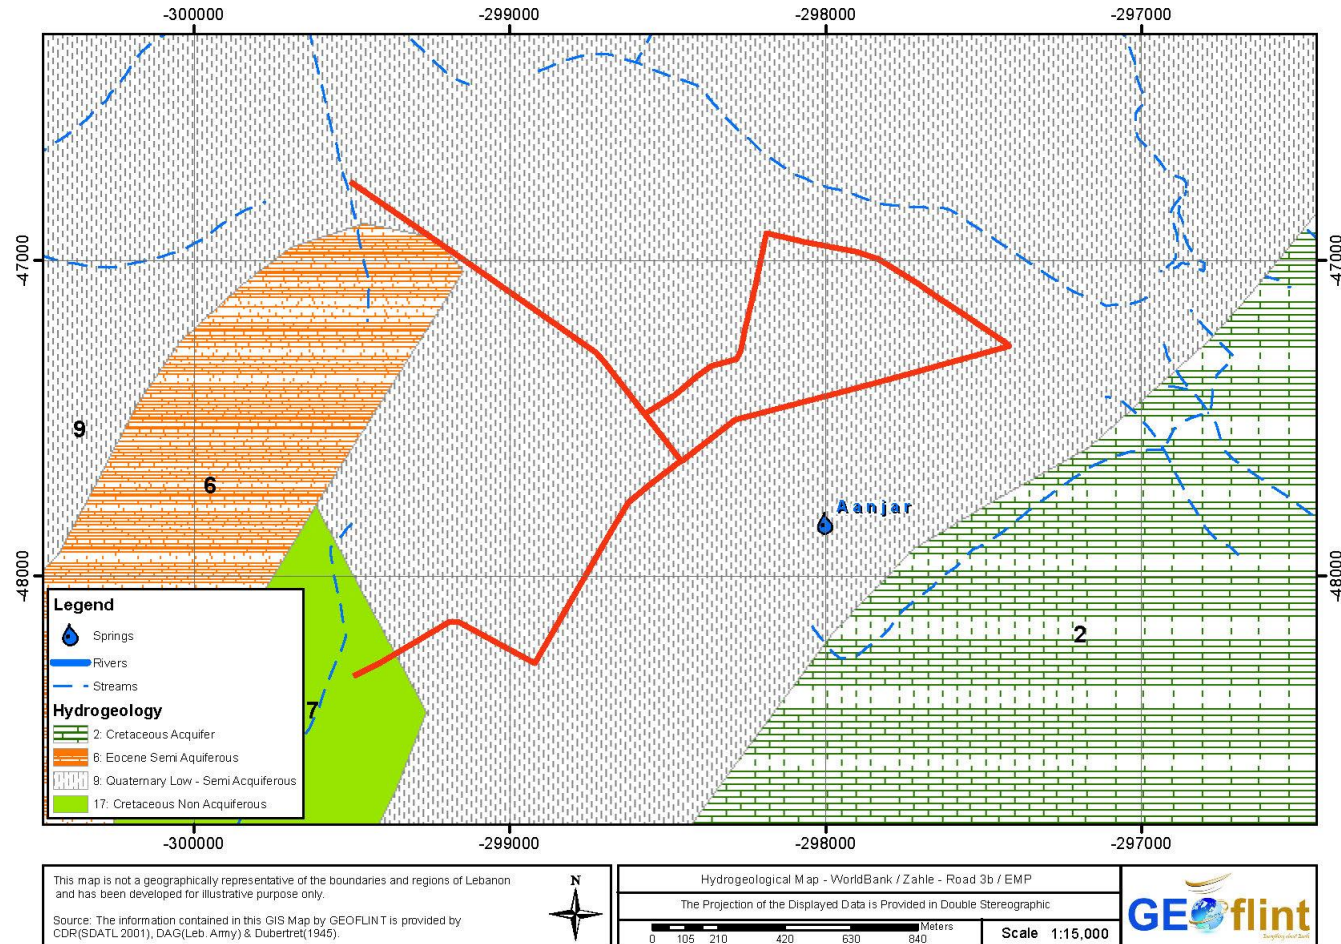 -300000 -299000 -298000 -297000
-47000 -47000
9
6
Aanjar
-48000 -48000
2
7
Legend
Springs
Rivers
Streams
Hydrogeology
2: Cretaceous Acquifer
6: Eocene Semi Aquiferous
9: Quaternary Low - Semi Acquiferous
17: Cretaceous Non Acquiferous
-300000 -299000 -298000 -297000
This map is not a geographically representative of the boundaries and regions of Lebanon
and has been developed for illustrative purpose only.
Source: The information contained in this GIS Map by GEOFLINT is provided by
CDR(SDATL 2001), DAG(Leb. Army) & Dubertret(1945).
N
Hydrogeological Map - WorldBank / Zahle - Road 3b / EMP
The Projection of the Displayed Data is Provided in Double Stereographic
Meters
0 105 210 420 630 840
Scale 1:15,000
GEOflint